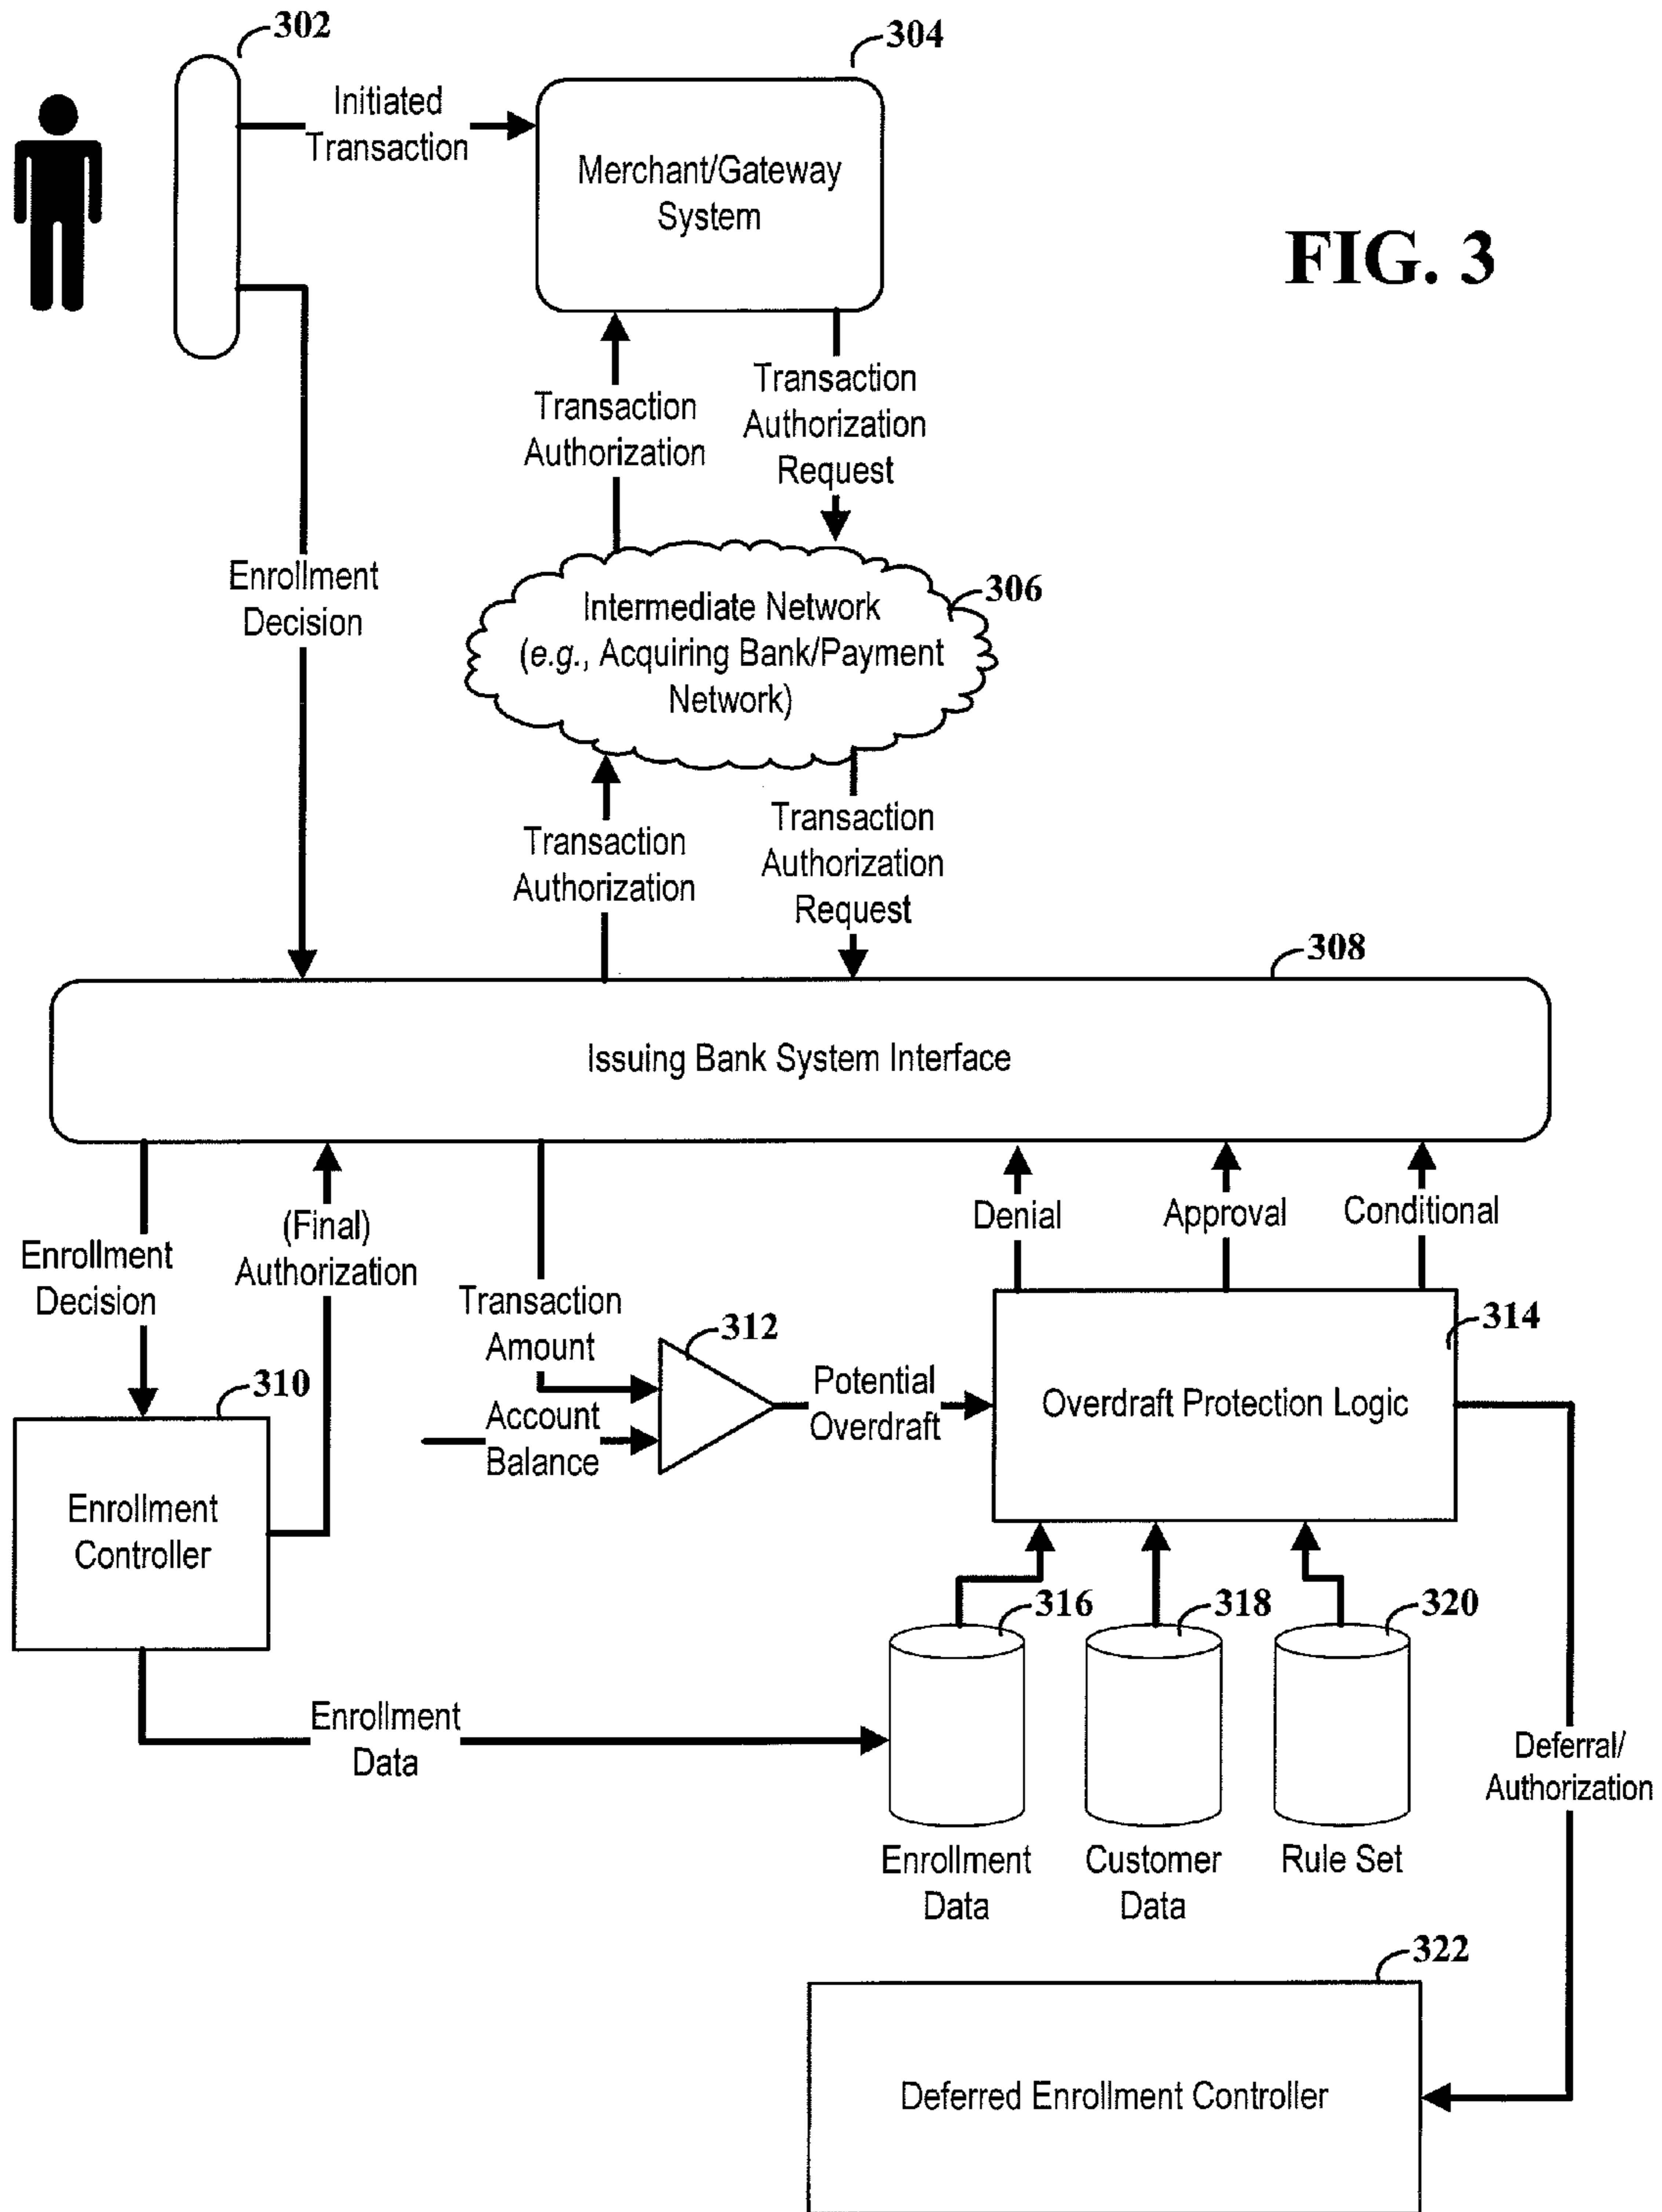 302
304
Initiated
Transaction
Merchant/Gateway
System
FIG. 3
Transaction
Authorization
Transaction
Authorization
Request
Enrollment
Decision
306
Intermediate Network
(e.g., Acquiring Bank/Payment
Network)
Transaction
Authorization
Transaction
Authorization
Request
308
Issuing Bank System Interface
Enrollment
Decision
(Final)
Authorization
Transaction
Amount
Denial
Approval
Conditional
310
312
314
Account
Balance
Potential
Overdraft
Overdraft Protection Logic
Enrollment
Controller
316
318
320
Enrollment
Data
Deferral/
Authorization
Enrollment
Data
Customer
Data
Rule Set
322
Deferred Enrollment Controller